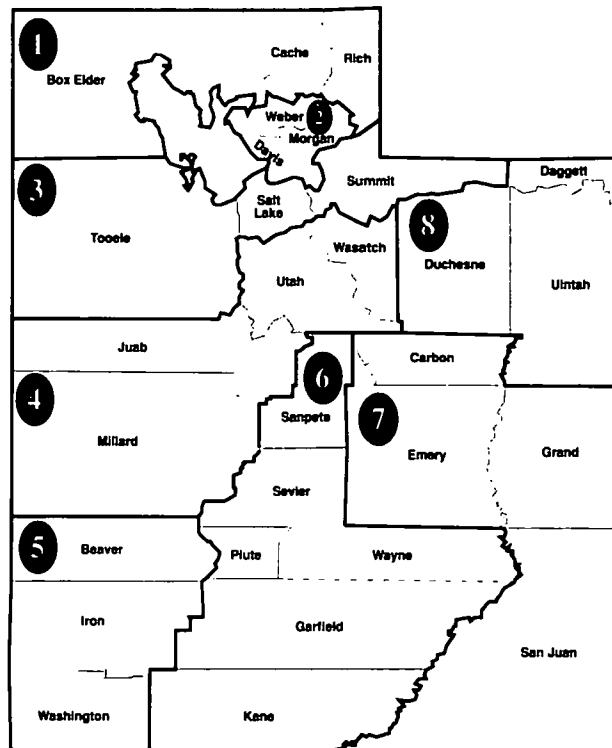 1
Cache
Rich
Box Elder
Weber 2
Morgan
Davis
3
Summit
Daggett
Salt
Lake
8
Tooele
Wasatch
Duchesne
Utah
Uintah
Juab
Carbon
6
4
Sanpete
7
Millard
Emery
Grand
Sevier
5
Beaver
Piute
Wayne
Iron
Garfield
San Juan
Washington
Kane